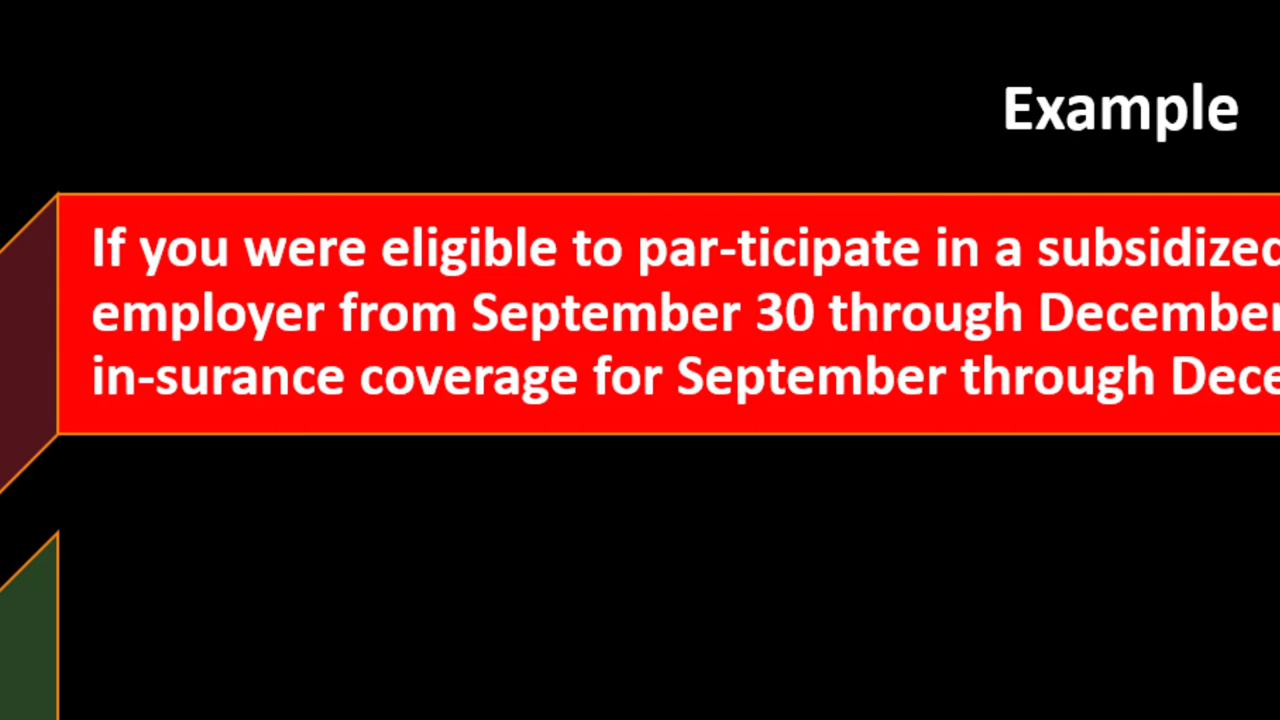 Example
If you were eligible to par-ticipate in a subsidized
employer from September 30 through December
in-surance coverage for September through Dece